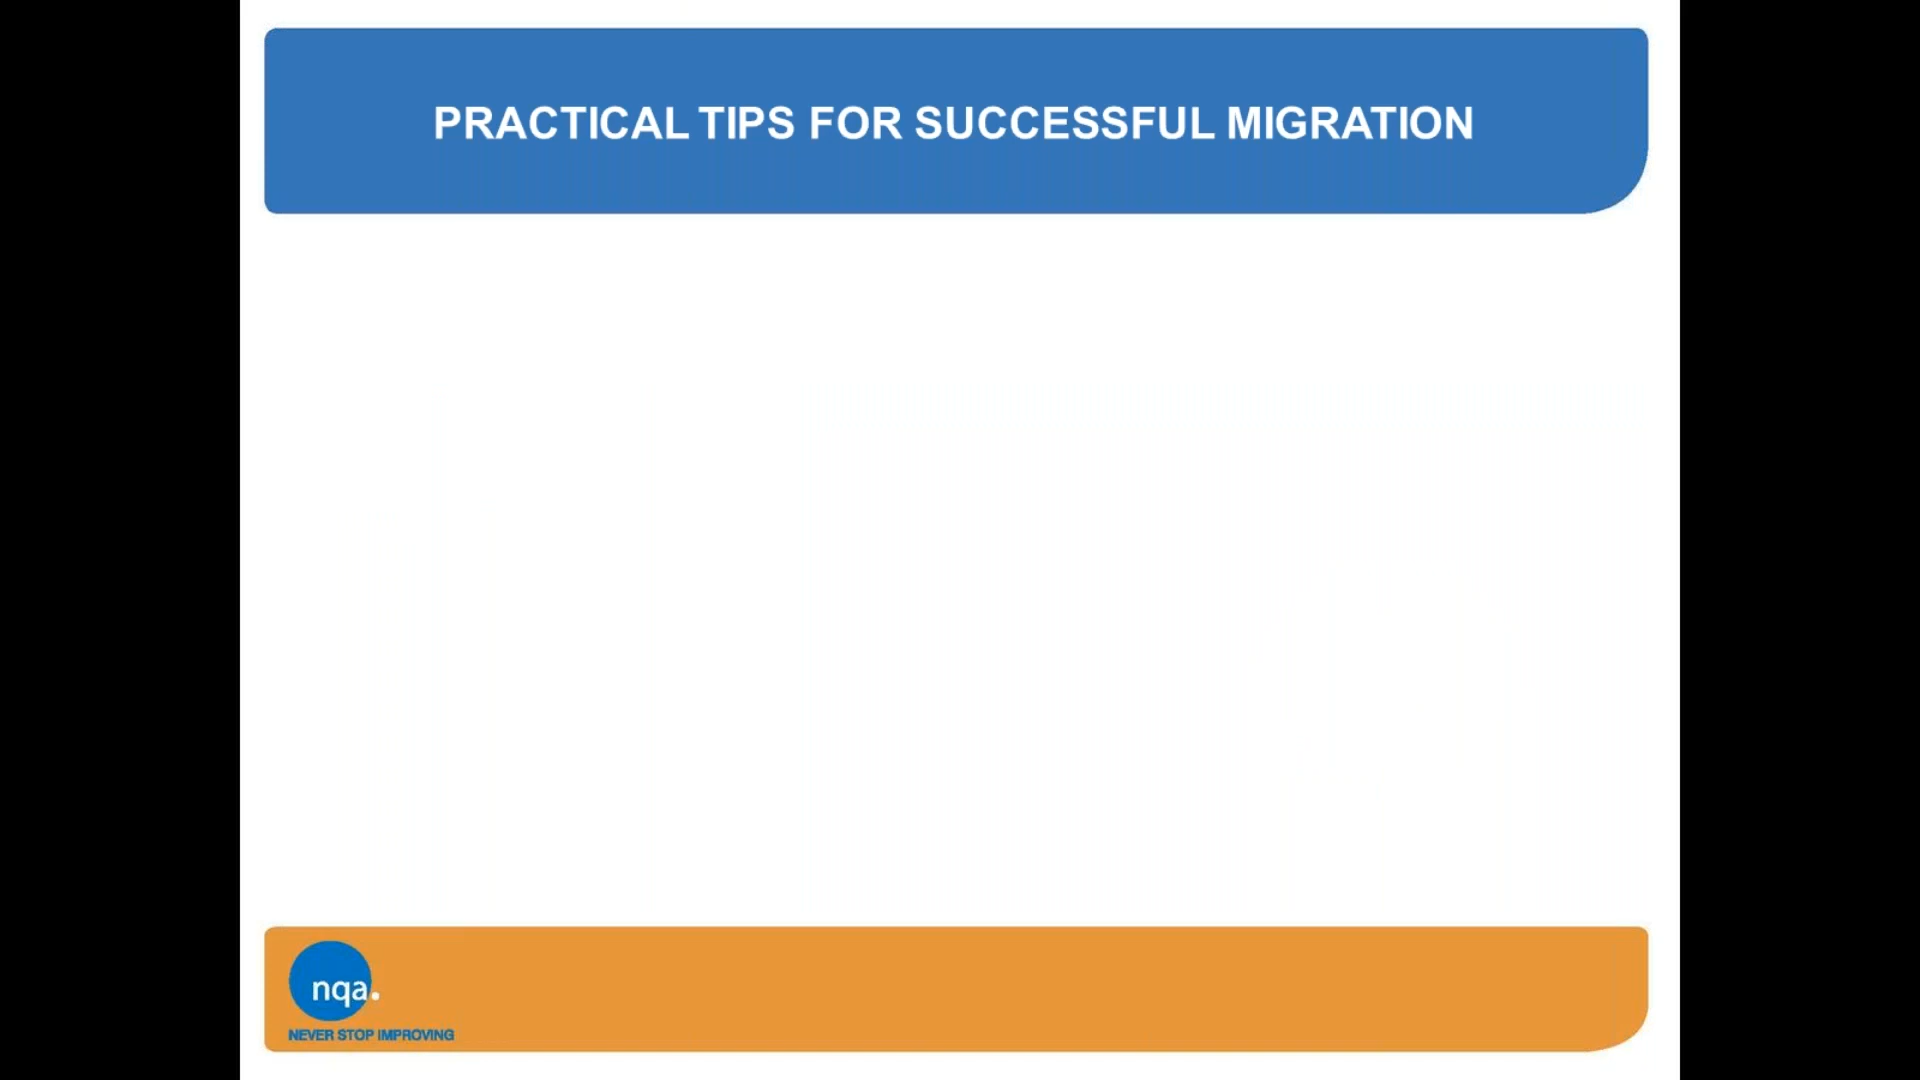 PRACTICAL TIPS FOR SUCCESSFUL MIGRATION
nqa.
NEVER STOP IMPROVING